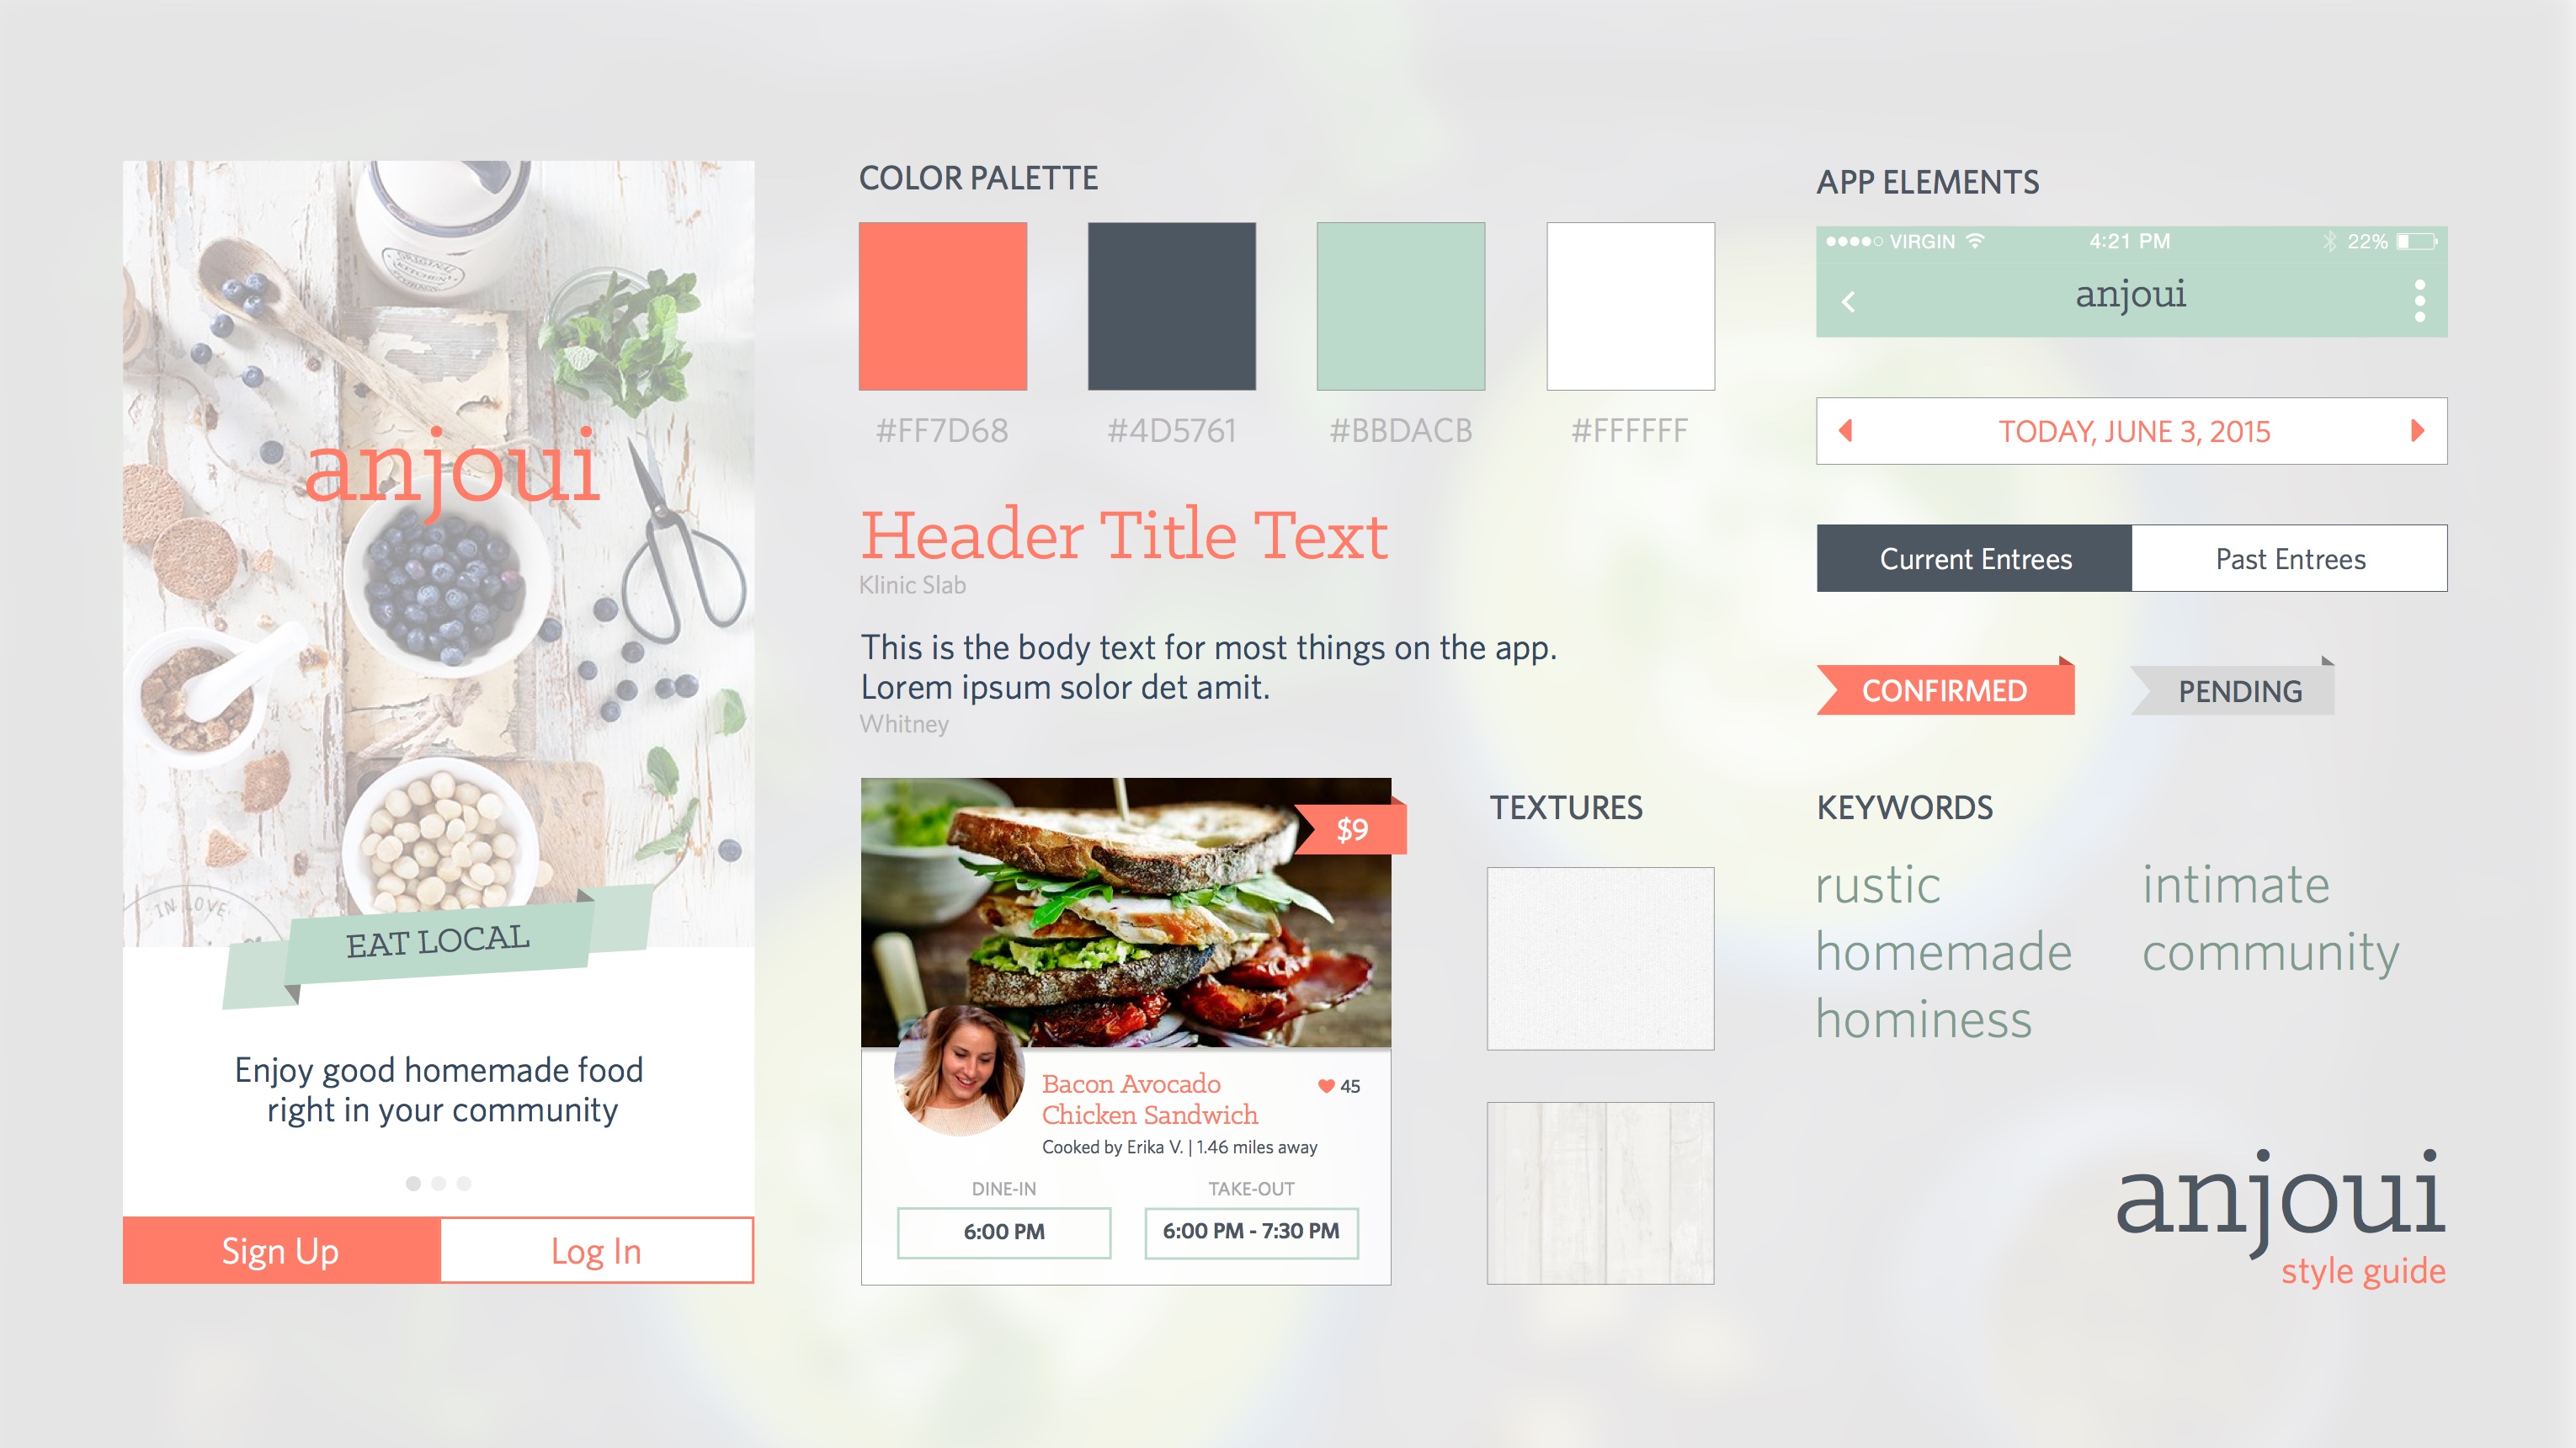 anjoui
IN LOVE
EAT LOCAL
Enjoy good homemade food
right in your community
Sign Up
Log In
COLOR PALETTE
#FF7D68
#4D5761
#BBDACB
#FFFFFF
Header Title Text
Klinic Slab
This is the body text for most things on the app.
Lorem ipsum solor det amit.
Whitney
$9
Bacon Avocado
Chicken Sandwich
45
Cooked by Erika V. | 1.46 miles away
DINE-IN
TAKE-OUT
6:00 PM
6:00 PM - 7:30 PM
TEXTURES
APP ELEMENTS
VIRGIN
4:21 PM
22%
anjoui
TODAY, JUNE 3, 2015
Current Entrees
Past Entrees
CONFIRMED
PENDING
KEYWORDS
rustic
homemade
hominess
intimate
community
anjoui
style guide